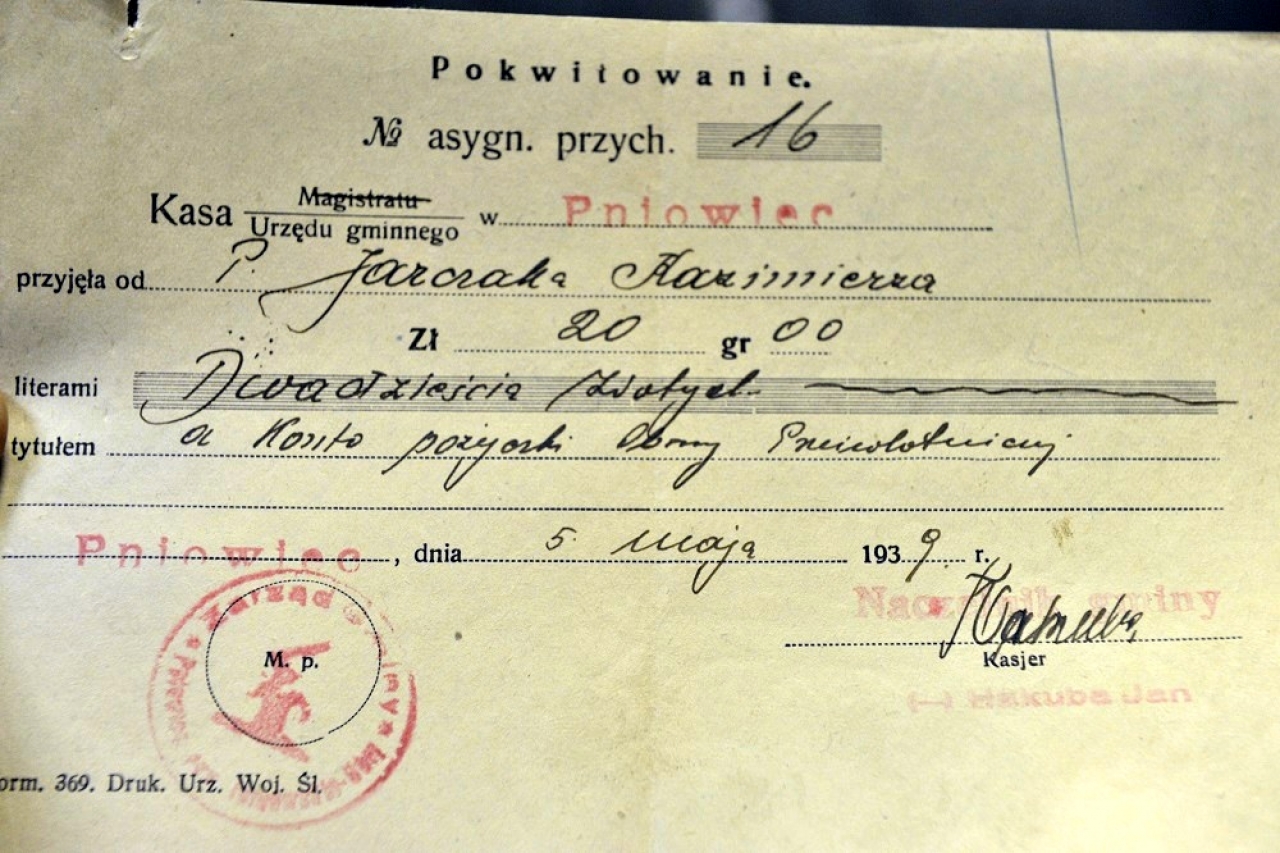 Pokwitowanie.
№ asygn. przych. 16
Kasa Magistratu
Urzędu gminnego w Pniowiec
przyjęła od P. Jarczaka Kazimierza
Zł 20 gr 00
literami Dwadzieścia złotych
tytułem a Konto pożyczki Obrony Przeciwlotniczej
Pniowiec, dnia 5. maja 1939 r.
Naczelnik gminy
Kasjer
M. p.
Zarząd Gminy
Jan
orm. 369. Druk. Urz. Woj. Śl.